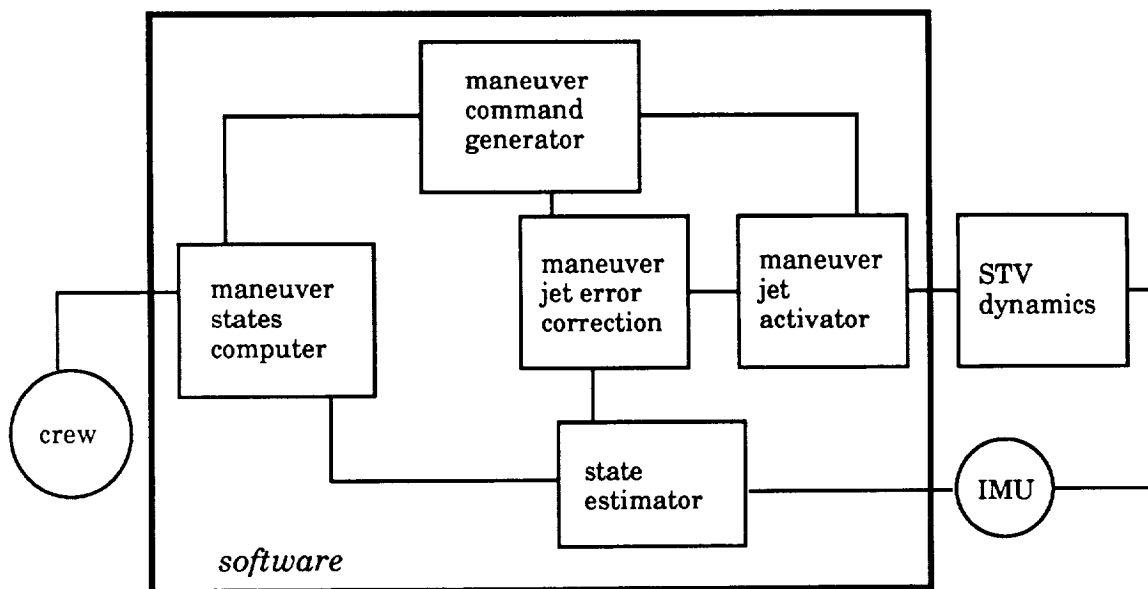 maneuver
command
generator
maneuver
states
computer
maneuver
jet error
correction
maneuver
jet
activator
STV
dynamics
crew
state
estimator
IMU
software